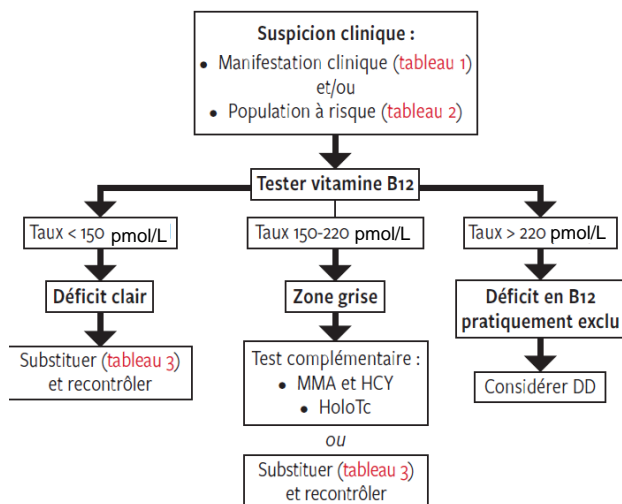 Suspicion clinique :
• Manifestation clinique (tableau 1)
et/ou
• Population à risque (tableau 2)
Tester vitamine B12
Taux < 150 pmol/L
Taux 150-220 pmol/L
Taux > 220 pmol/L
Déficit clair
Zone grise
Déficit en B12
pratiquement exclu
Substituer (tableau 3)
et recontrôler
Test complémentaire :
• MMA et HCY
• HoloTc
Considérer DD
ou
Substituer (tableau 3)
et recontrôler